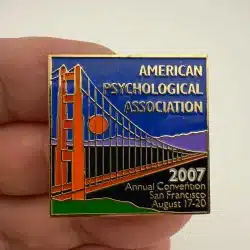 AMERICAN
PSYCHOLOGICAL
ASSOCIATION
2007
Annual Convention
San Francisco
August 17-20